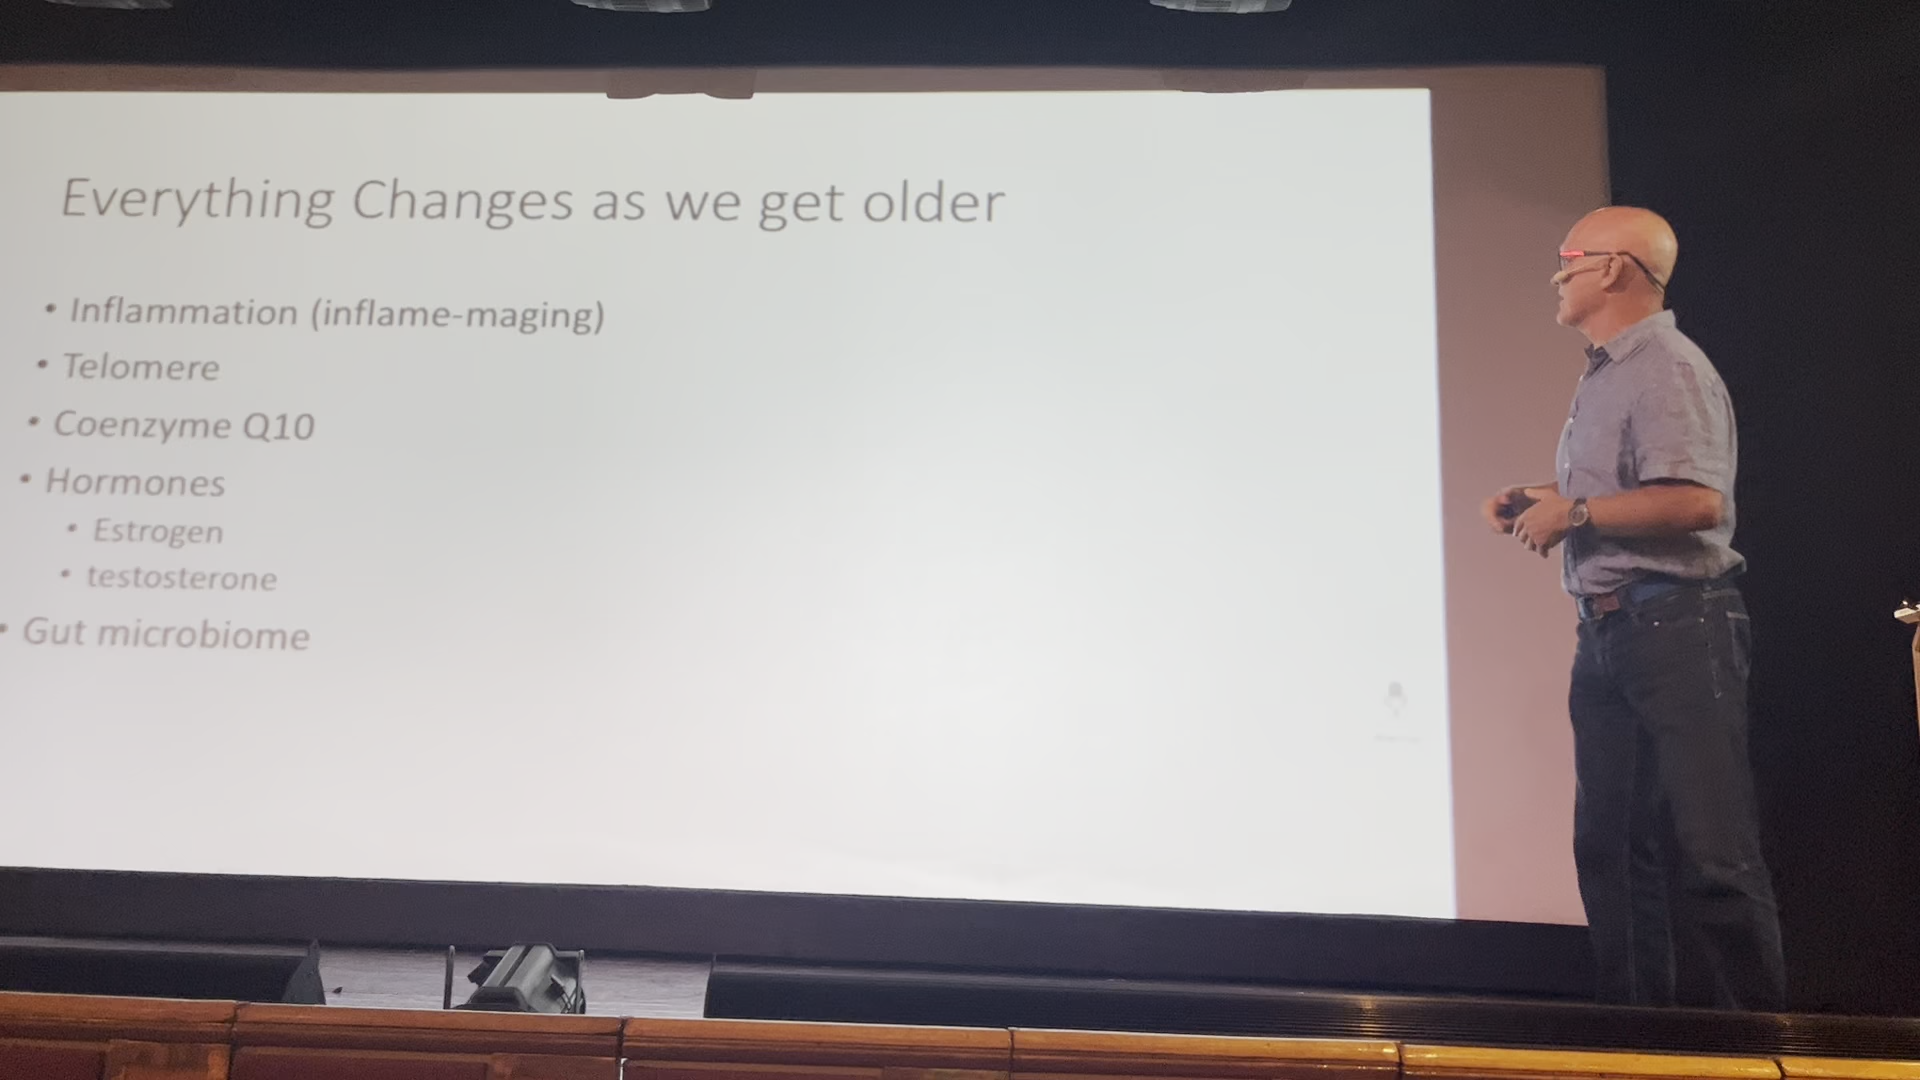 Everything Changes as we get older
• Inflammation (inflame-maging)
• Telomere
• Coenzyme Q10
• Hormones
• Estrogen
• testosterone
• Gut microbiome